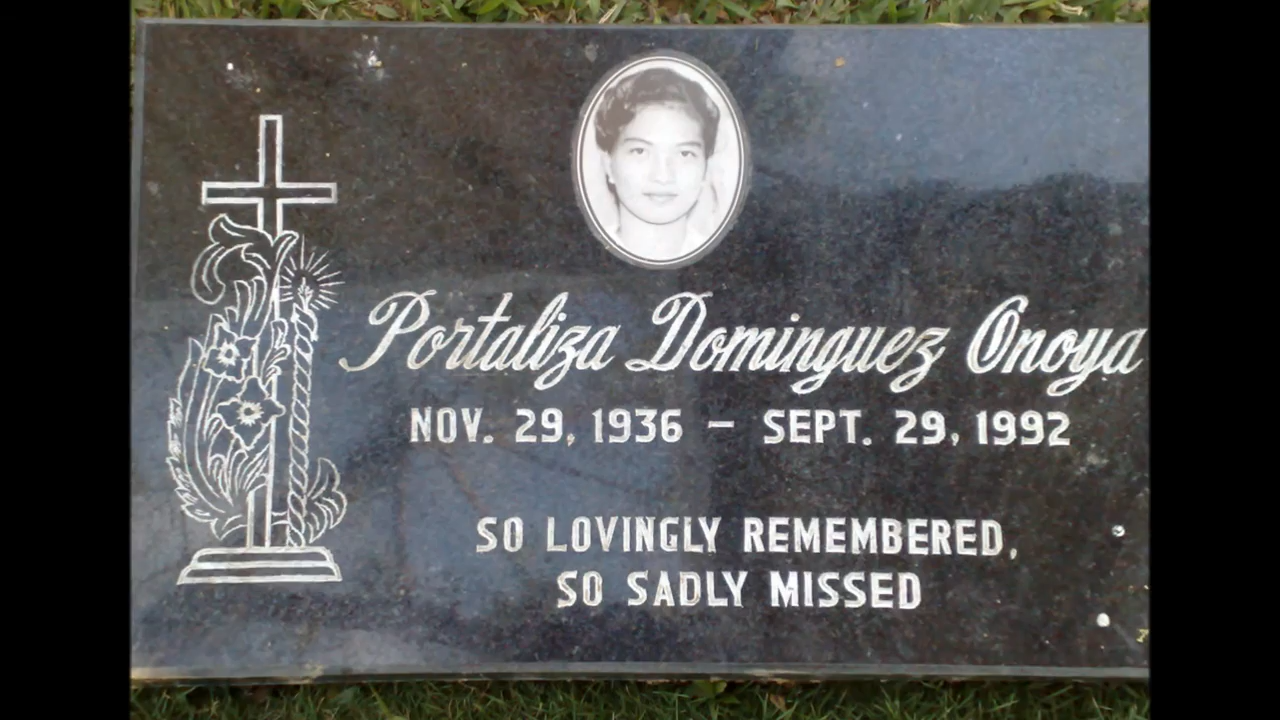 Portaliza Dominguez Onoya
NOV. 29, 1936 – SEPT. 29, 1992
SO LOVINGLY REMEMBERED,
SO SADLY MISSED